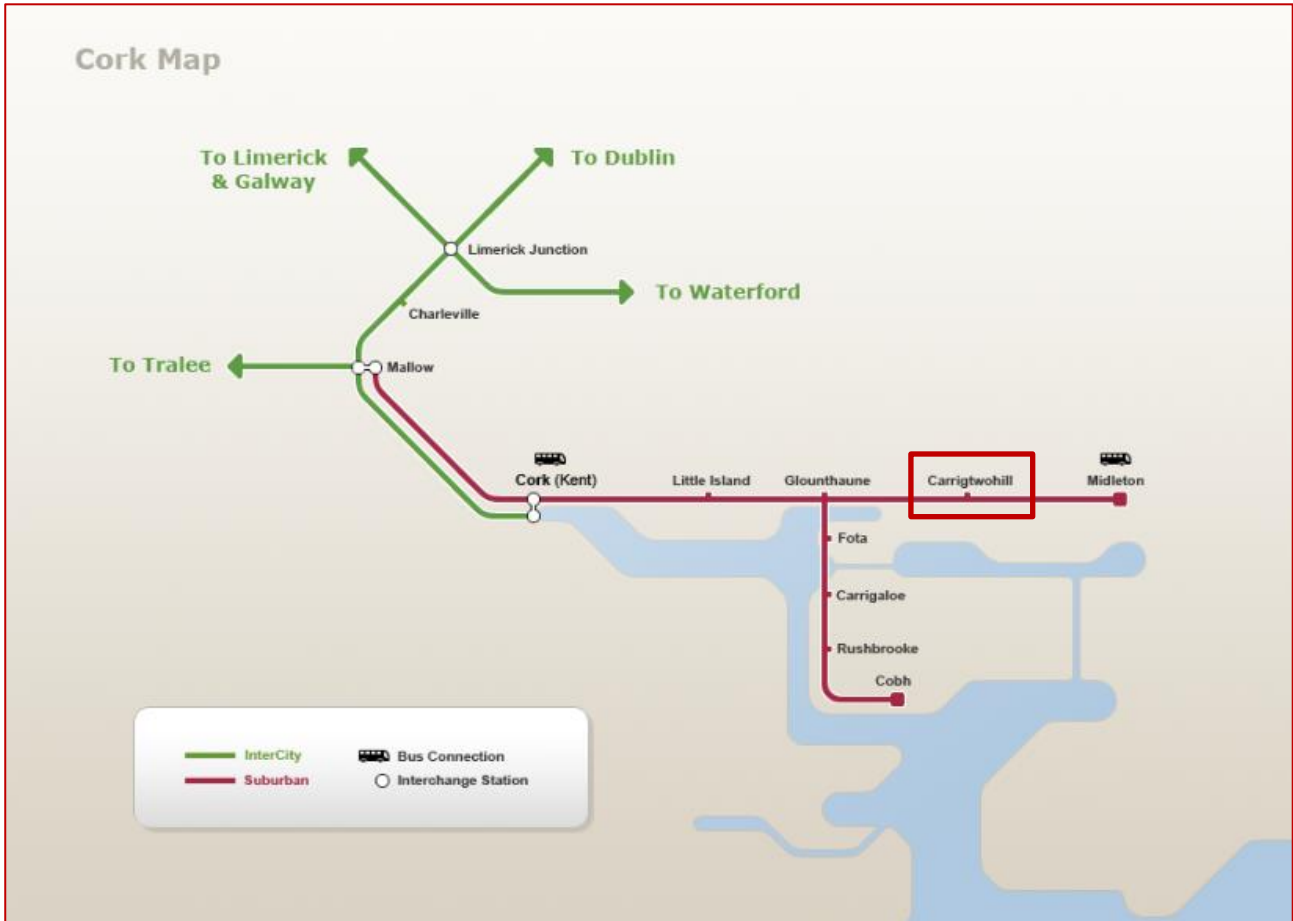 Cork Map
To Limerick
& Galway
To Dublin
Limerick Junction
To Waterford
Charleville
To Tralee
Mallow
Cork (Kent)
Little Island
Glounthaune
Carrigtwohill
Midleton
Fota
Carrigaloe
Rushbrooke
Cobh
InterCity
Bus Connection
Suburban
Interchange Station